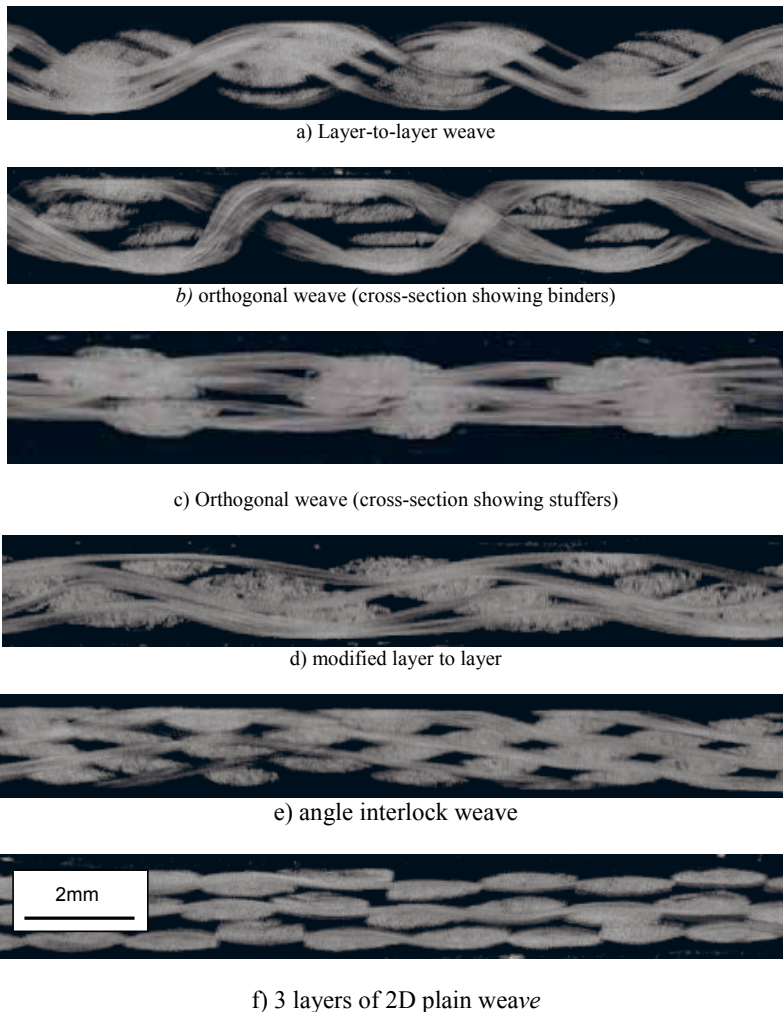 a) Layer-to-layer weave
b) orthogonal weave (cross-section showing binders)
c) Orthogonal weave (cross-section showing stuffers)
d) modified layer to layer
e) angle interlock weave
2mm
f) 3 layers of 2D plain weave